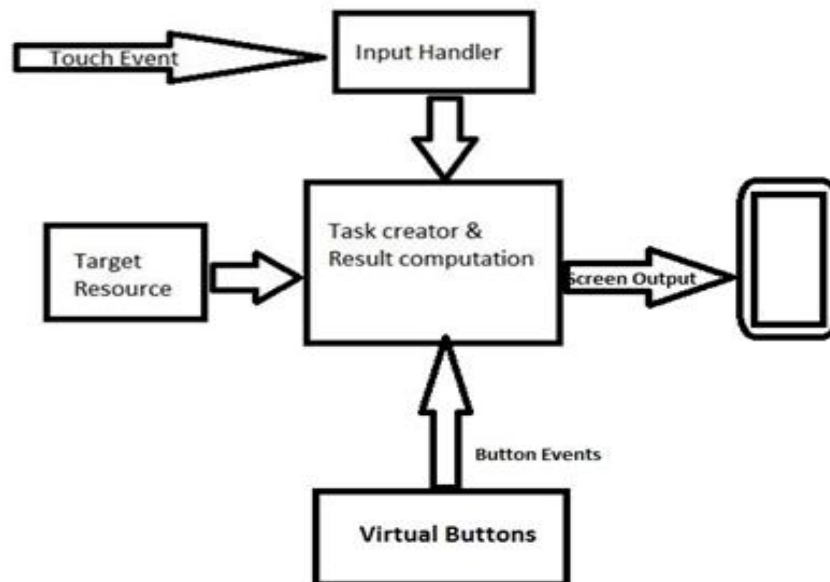 Touch Event
Input Handler
Task creator &
Result computation
Target
Resource
Screen Output
Button Events
Virtual Buttons